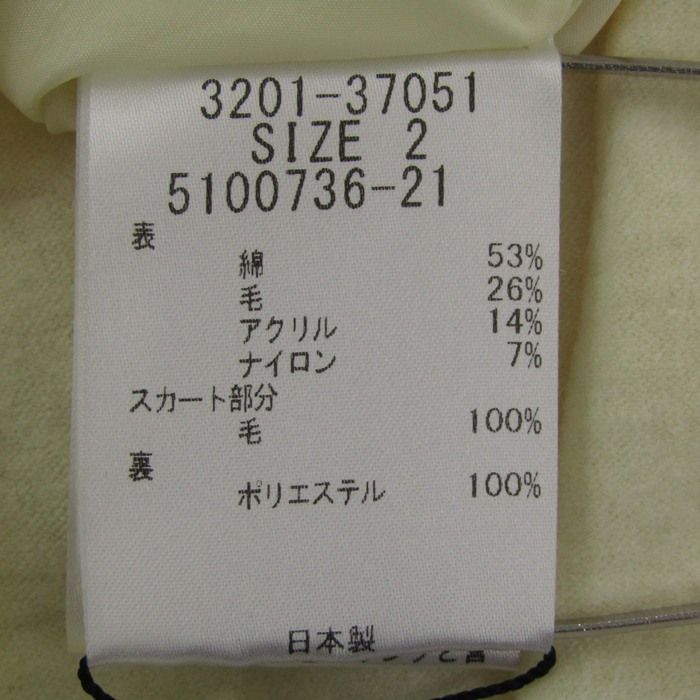 3201-37051
SIZE 2
5100736-21
表
綿 53%
毛 26%
アクリル 14%
ナイロン 7%
スカート部分
毛 100%
裏
ポリエステル 100%
日本製